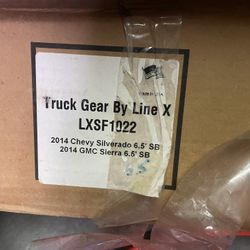 Truck Gear By Line X
LXSF1022
2014 Chevy Silverado 6.5' SB
2014 GMC Sierra 6.5' SB